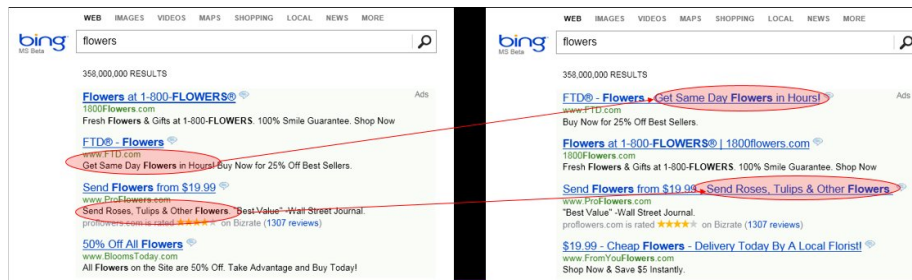 WEB IMAGES VIDEOS MAPS SHOPPING LOCAL NEWS MORE
bing
MS Beta
flowers
358,000,000 RESULTS
Flowers at 1-800-FLOWERS®
Ads
1800Flowers.com
Fresh Flowers & Gifts at 1-800-FLOWERS. 100% Smile Guarantee. Shop Now
FTD® - Flowers
www.FTD.com
Get Same Day Flowers in Hours! Buy Now for 25% Off Best Sellers.
Send Flowers from $19.99
www.ProFlowers.com
Send Roses, Tulips & Other Flowers. "Best Value" -Wall Street Journal.
proflowers.com is rated ★★★★★ on Bizrate (1307 reviews)
50% Off All Flowers
www.BloomsToday.com
All Flowers on the Site are 50% Off. Take Advantage and Buy Today!
WEB IMAGES VIDEOS MAPS SHOPPING LOCAL NEWS MORE
bing
MS Beta
flowers
358,000,000 RESULTS
FTD® - Flowers - Get Same Day Flowers in Hours!
Ads
www.FTD.com
Buy Now for 25% Off Best Sellers.
Flowers at 1-800-FLOWERS® | 1800flowers.com
1800Flowers.com
Fresh Flowers & Gifts at 1-800-FLOWERS. 100% Smile Guarantee. Shop Now
Send Flowers from $19.99 - Send Roses, Tulips & Other Flowers
www.ProFlowers.com
"Best Value" -Wall Street Journal.
proflowers.com is rated ★★★★★ on Bizrate (1307 reviews)
$19.99 - Cheap Flowers - Delivery Today By A Local Florist!
www.FromYouFlowers.com
Shop Now & Save $5 Instantly.